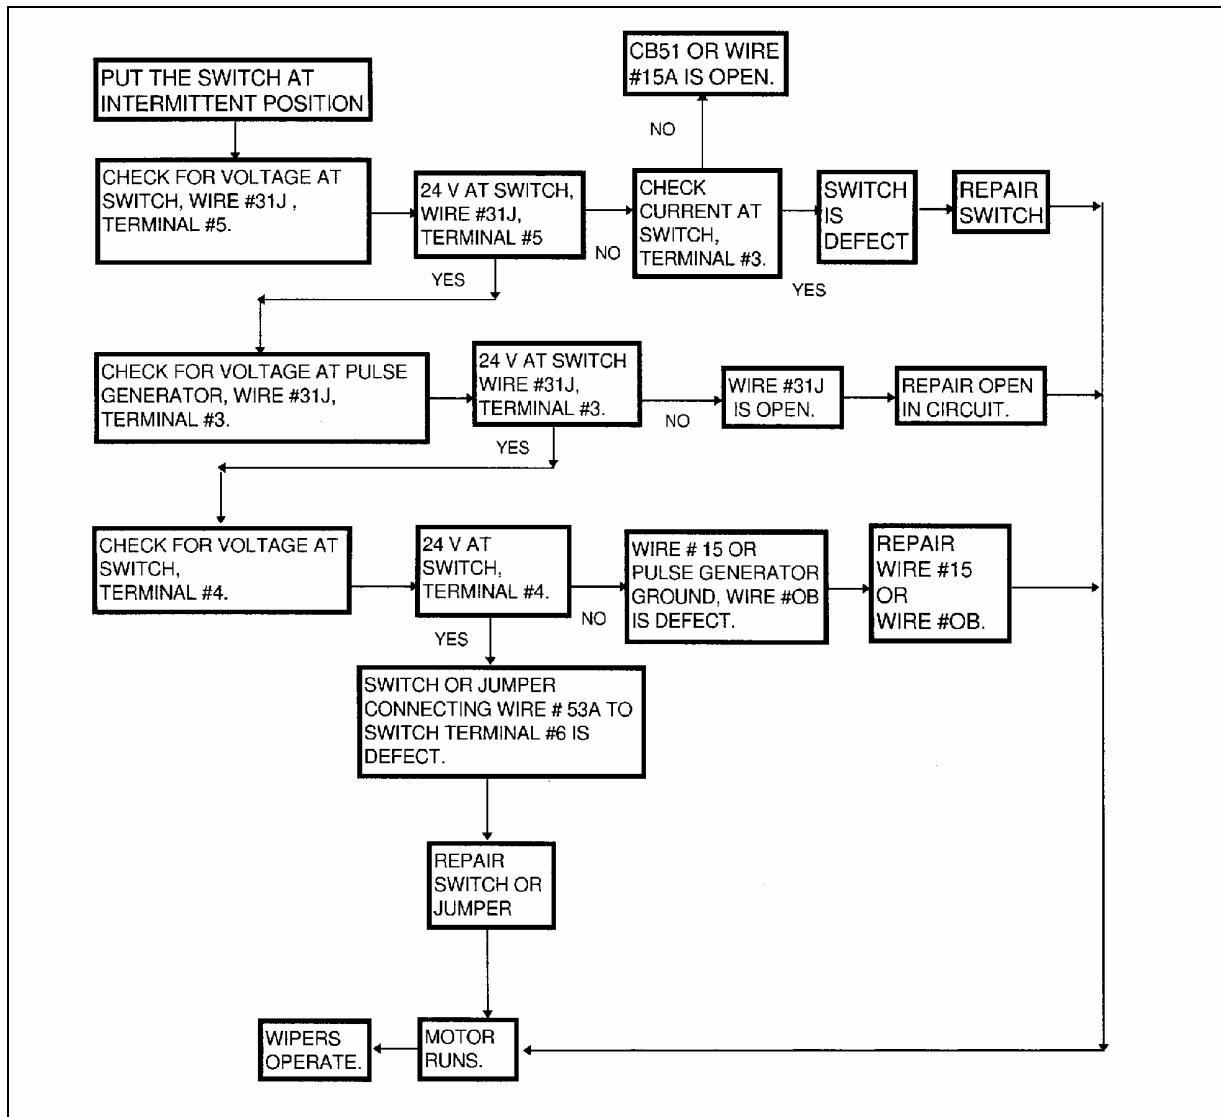 PUT THE SWITCH AT
INTERMITTENT POSITION
CB51 OR WIRE
#15A IS OPEN.
NO
CHECK FOR VOLTAGE AT
SWITCH, WIRE #31J ,
TERMINAL #5.
24 V AT SWITCH,
WIRE #31J,
TERMINAL #5
NO
CHECK
CURRENT AT
SWITCH,
TERMINAL #3.
YES
SWITCH
IS
DEFECT
REPAIR
SWITCH
YES
CHECK FOR VOLTAGE AT PULSE
GENERATOR, WIRE #31J,
TERMINAL #3.
24 V AT SWITCH
WIRE #31J,
TERMINAL #3.
NO
WIRE #31J
IS OPEN.
REPAIR OPEN
IN CIRCUIT.
YES
CHECK FOR VOLTAGE AT
SWITCH,
TERMINAL #4.
24 V AT
SWITCH,
TERMINAL #4.
NO
WIRE # 15 OR
PULSE GENERATOR
GROUND, WIRE #OB
IS DEFECT.
REPAIR
WIRE #15
OR
WIRE #OB.
YES
SWITCH OR JUMPER
CONNECTING WIRE # 53A TO
SWITCH TERMINAL #6 IS
DEFECT.
REPAIR
SWITCH OR
JUMPER
WIPERS
OPERATE.
MOTOR
RUNS.